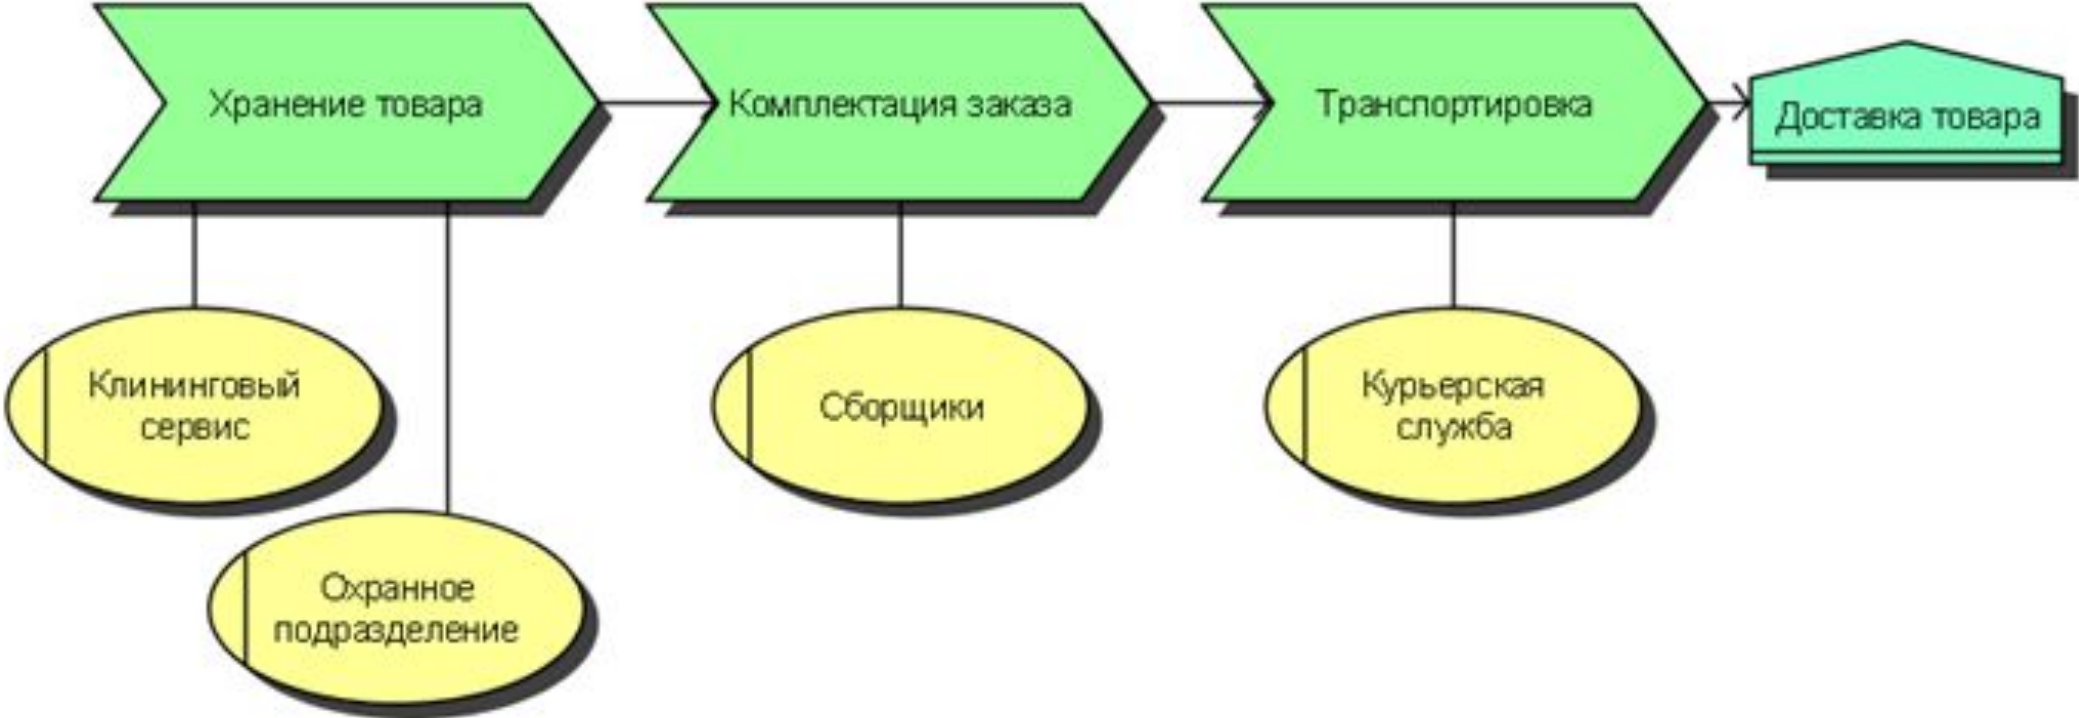 Хранение товара
Комплектация заказа
Транспортировка
Доставка товара
Клининговый
сервис
Сборщики
Курьерская
служба
Охранное
подразделение